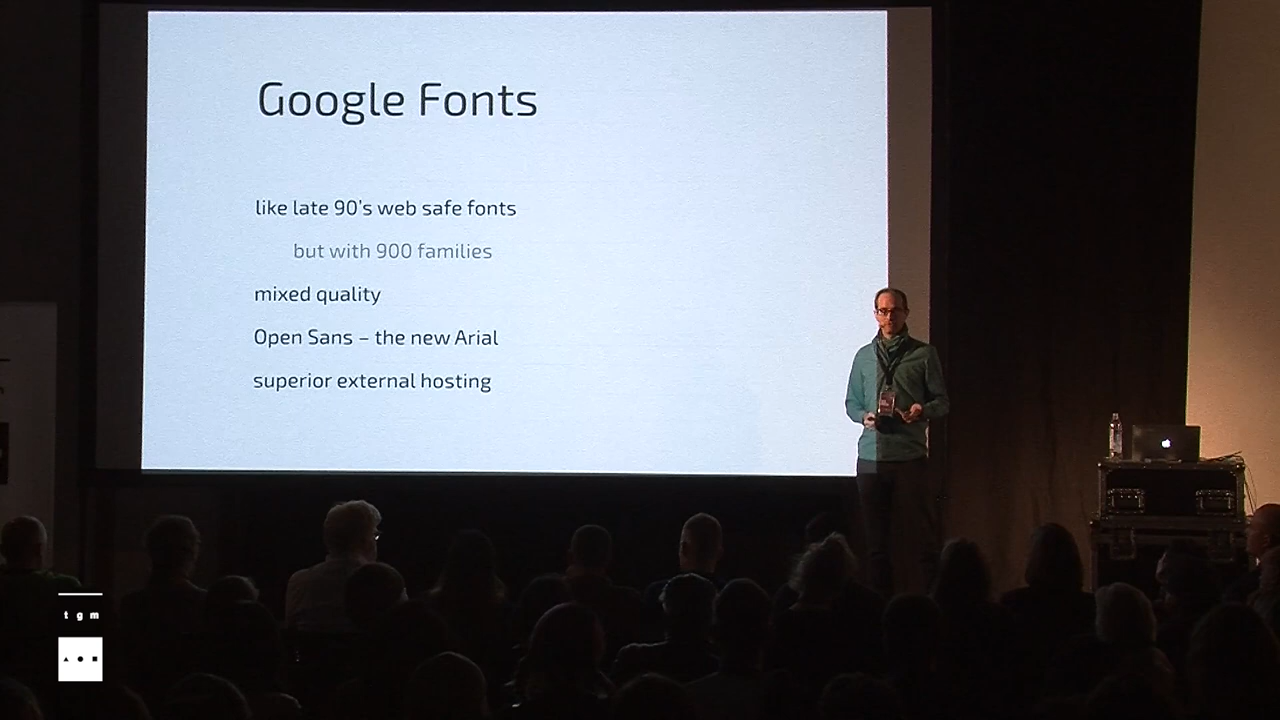 Google Fonts
like late 90's web safe fonts
but with 900 families
mixed quality
Open Sans – the new Arial
superior external hosting
t g m